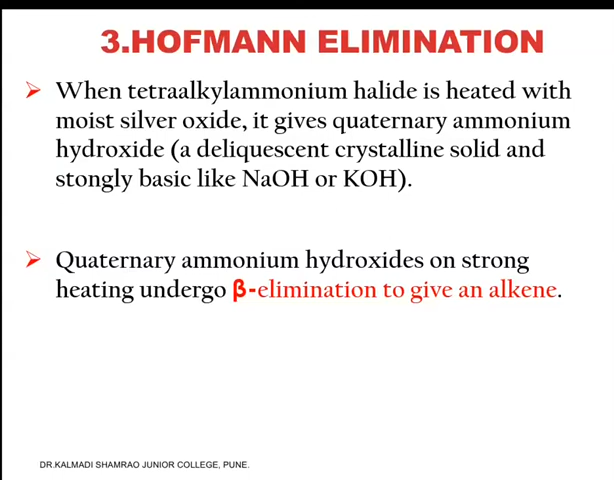 3.HOFMANN ELIMINATION
When tetraalkylammonium halide is heated with
moist silver oxide, it gives quaternary ammonium
hydroxide (a deliquescent crystalline solid and
stongly basic like NaOH or KOH).
Quaternary ammonium hydroxides on strong
heating undergo β-elimination to give an alkene.
DR.KALMADI SHAMRAO JUNIOR COLLEGE, PUNE.